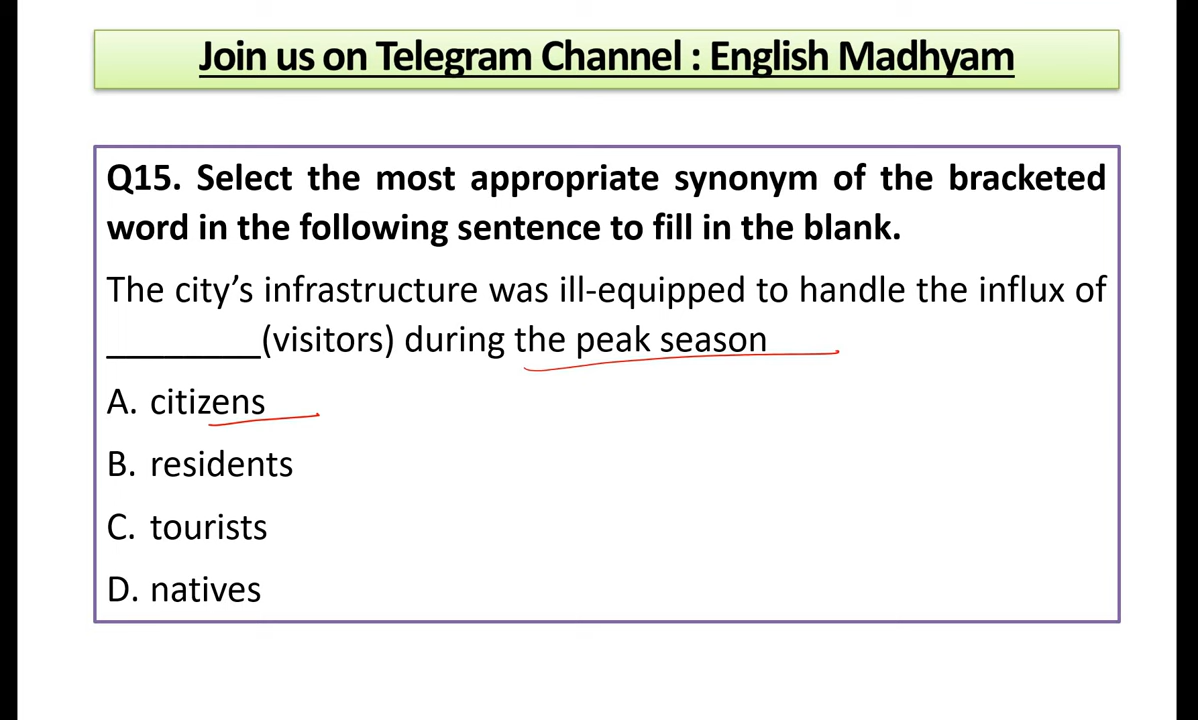 Join us on Telegram Channel : English Madhyam
Q15. Select the most appropriate synonym of the bracketed
word in the following sentence to fill in the blank.
The city’s infrastructure was ill-equipped to handle the influx of
________(visitors) during the peak season
A. citizens
B. residents
C. tourists
D. natives